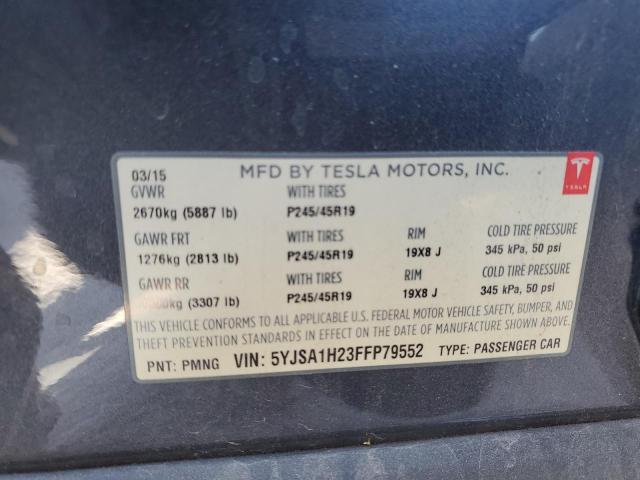 03/15 MFD BY TESLA MOTORS, INC.
GVWR WITH TIRES
2670kg (5887 lb) P245/45R19
GAWR FRT WITH TIRES RIM COLD TIRE PRESSURE
1276kg (2813 lb) P245/45R19 19X8 J 345 kPa, 50 psi
GAWR RR WITH TIRES RIM COLD TIRE PRESSURE
(3307 lb) P245/45R19 19X8 J 345 kPa, 50 psi
THIS VEHICLE CONFORMS TO ALL APPLICABLE U.S. FEDERAL MOTOR VEHICLE SAFETY, BUMPER, AND
THEFT PREVENTION STANDARDS IN EFFECT ON THE DATE OF MANUFACTURE SHOWN ABOVE.
PNT: PMNG VIN: 5YJSA1H23FFP79552 TYPE: PASSENGER CAR
TESLA